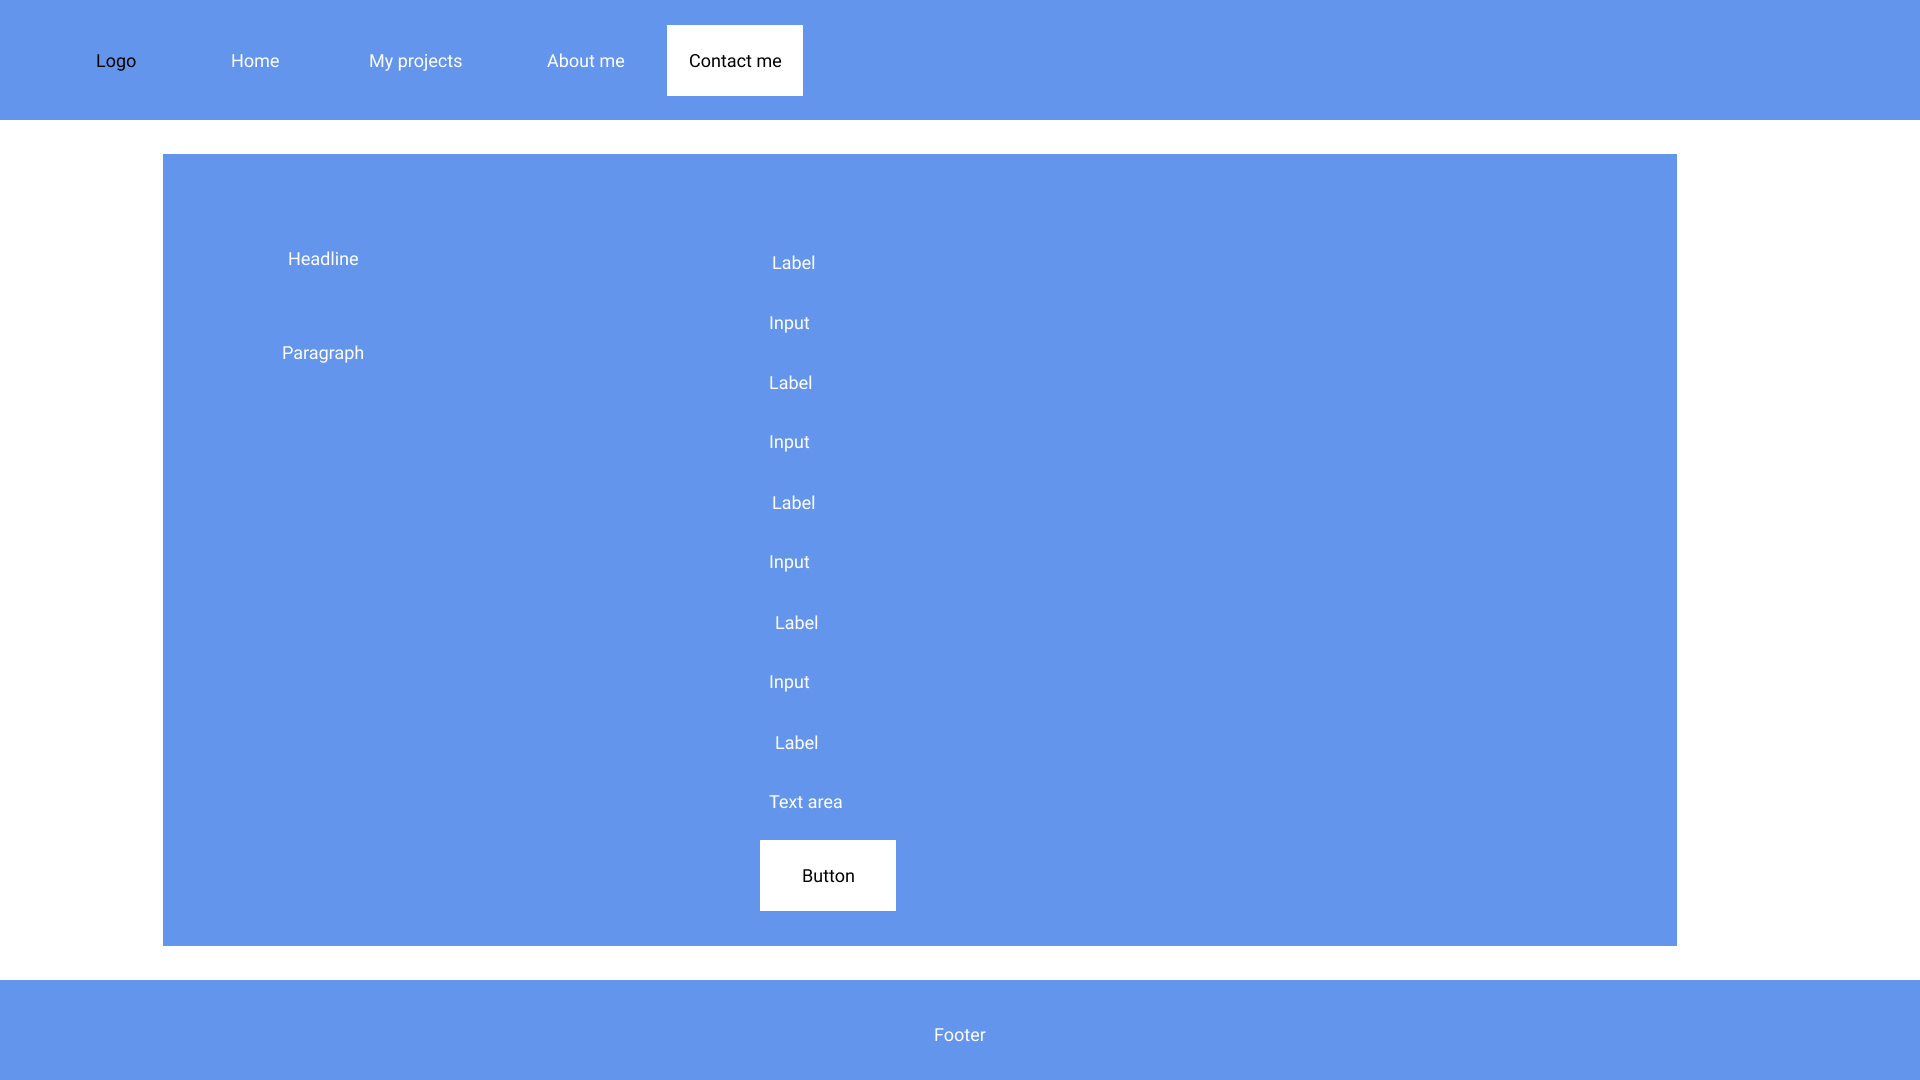 Logo
Home
My projects
About me
Contact me
Headline
Paragraph
Label
Input
Label
Input
Label
Input
Label
Input
Label
Text area
Button
Footer